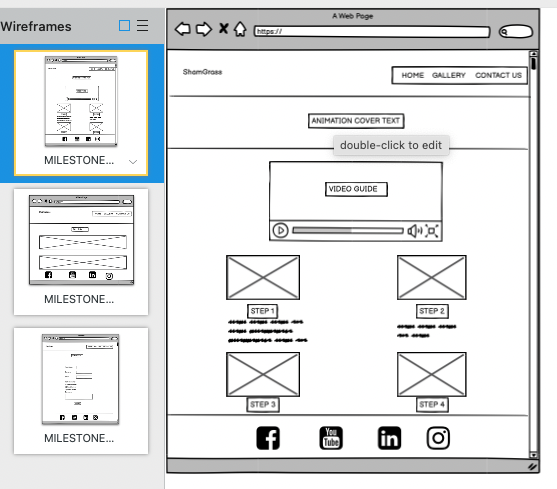 Wireframes
MILESTONE...
MILESTONE...
MILESTONE...
A Web Page
https://
ShamGrass
HOME GALLERY CONTACT US
ANIMATION COVER TEXT
double-click to edit
VIDEO GUIDE
STEP 1
STEP 2
STEP 3
STEP 4
You
Tube
in